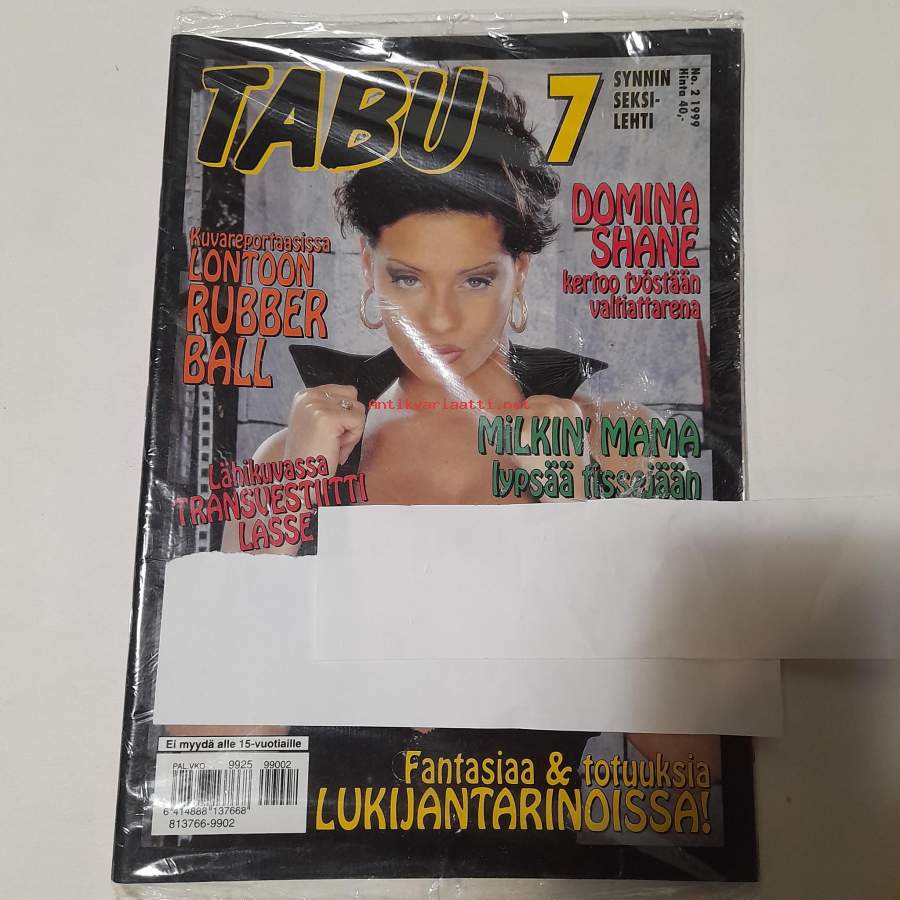 TABU
7
SYNNIN
SEKSI-
LEHTI
No. 2 1999
Hinta 40,-
DOMINA
SHANE
kertoo työstään
valtiattarena
Kuvareportaasissa
LONTOON
RUBBER
BALL
Antikvariaatti.net
MiLKIN' MAMA
lypsää tissejään
Lähikuvassa
TRANSVESTIITTI
LASSE
Ei myydä alle 15-vuotiaille
PAL.VKO 9925 99002
6 414888 137668
813766-9902
Fantasiaa & totuuksia
LUKIJANTARINOISSA!